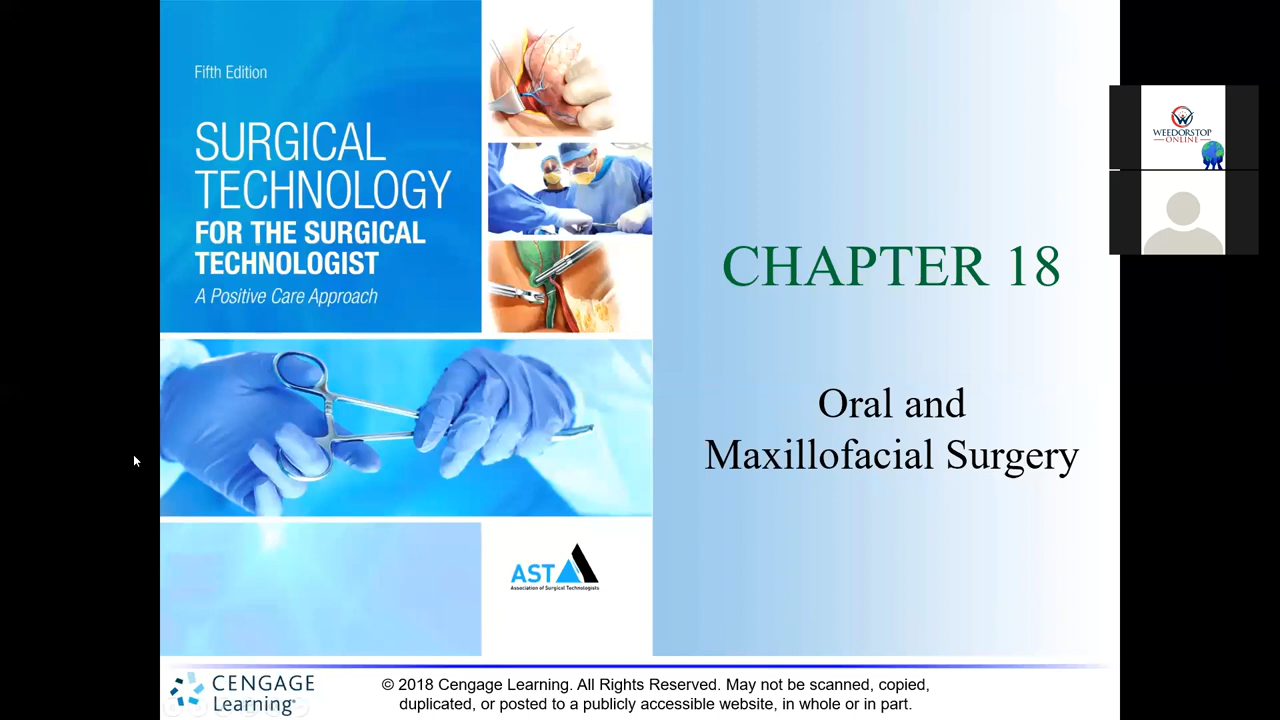 Fifth Edition
SURGICAL
TECHNOLOGY
FOR THE SURGICAL
TECHNOLOGIST
A Positive Care Approach
CHAPTER 18
Oral and
Maxillofacial Surgery
WEEDORSTOP
ONLINE
AST
Association of Surgical Technologists
CENGAGE
Learning
© 2018 Cengage Learning. All Rights Reserved. May not be scanned, copied,
duplicated, or posted to a publicly accessible website, in whole or in part.